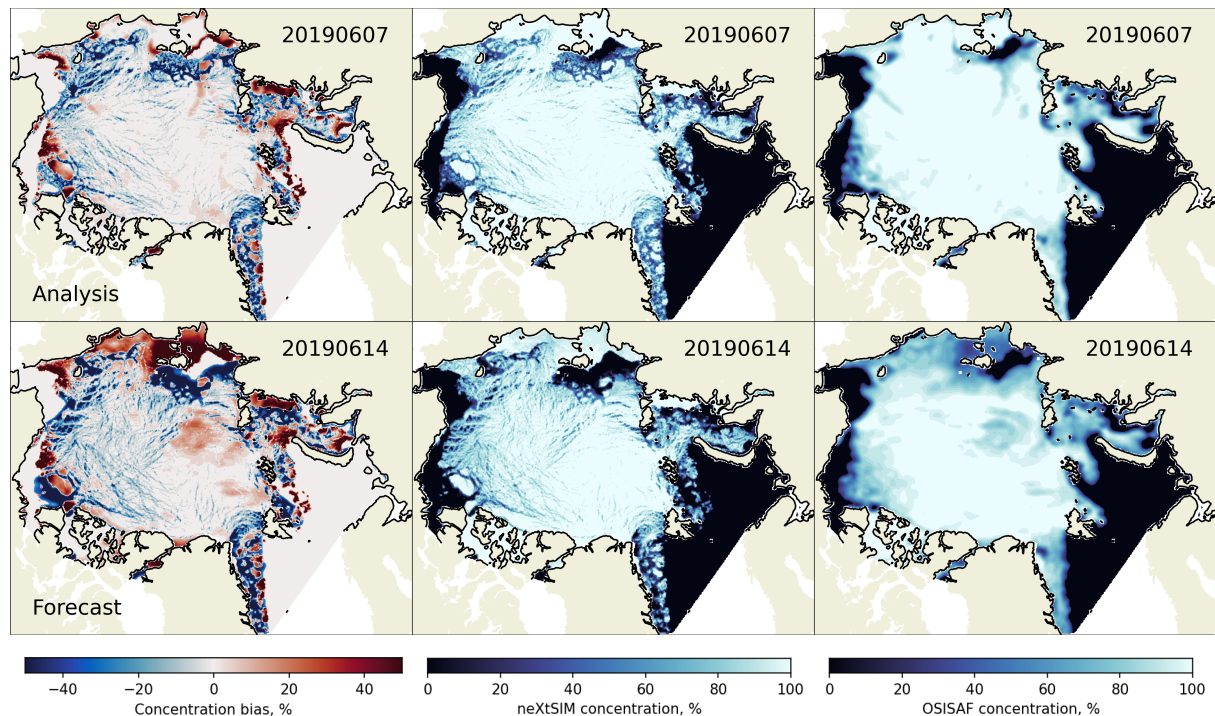 20190607
20190607
20190607
Analysis
20190614
20190614
20190614
Forecast
−40 −20 0 20 40
Concentration bias, %
0 20 40 60 80 100
neXtSIM concentration, %
0 20 40 60 80 100
OSISAF concentration, %